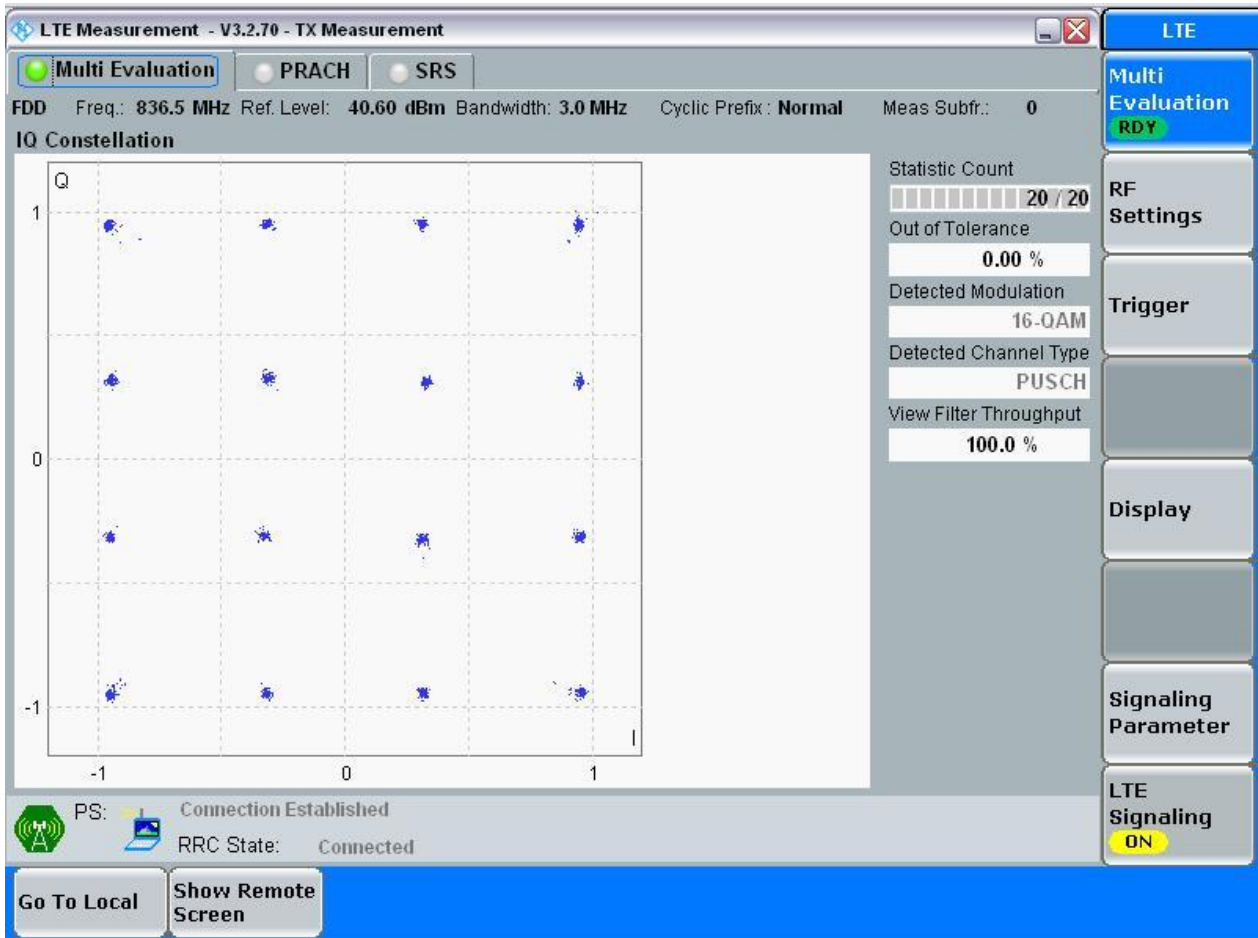 LTE Measurement - V3.2.70 - TX Measurement
LTE
Multi Evaluation PRACH SRS
FDD Freq.: 836.5 MHz Ref. Level: 40.60 dBm Bandwidth: 3.0 MHz Cyclic Prefix : Normal Meas Subfr.: 0
IQ Constellation
Q
1
0
-1
-1 0 1
I
Statistic Count
20 / 20
Out of Tolerance
0.00 %
Detected Modulation
16-QAM
Detected Channel Type
PUSCH
View Filter Throughput
100.0 %
Multi
Evaluation
RDY
RF
Settings
Trigger
Display
Signaling
Parameter
LTE
Signaling
ON
PS: Connection Established
RRC State: Connected
Go To Local
Show Remote
Screen